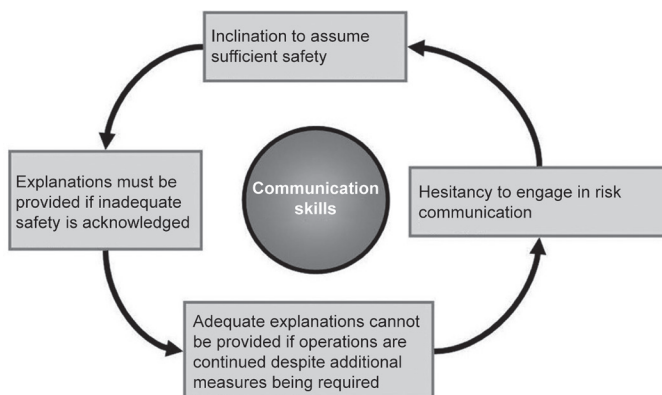 Inclination to assume
sufficient safety
Explanations must be
provided if inadequate
safety is acknowledged
Communication
skills
Hesitancy to engage in risk
communication
Adequate explanations cannot
be provided if operations are
continued despite additional
measures being required